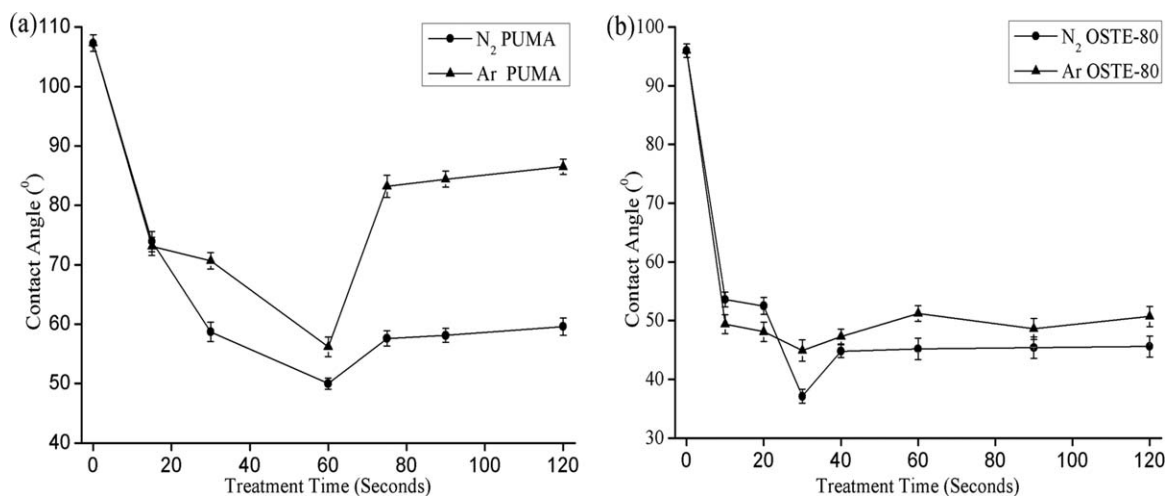 (a)
N2 PUMA
Ar PUMA
Contact Angle (0)
110
100
90
80
70
60
50
40
0 20 40 60 80 100 120
Treatment Time (Seconds)
(b)
N2 OSTE-80
Ar OSTE-80
Contact Angle (0)
100
90
80
70
60
50
40
30
0 20 40 60 80 100 120
Treatment Time (Seconds)